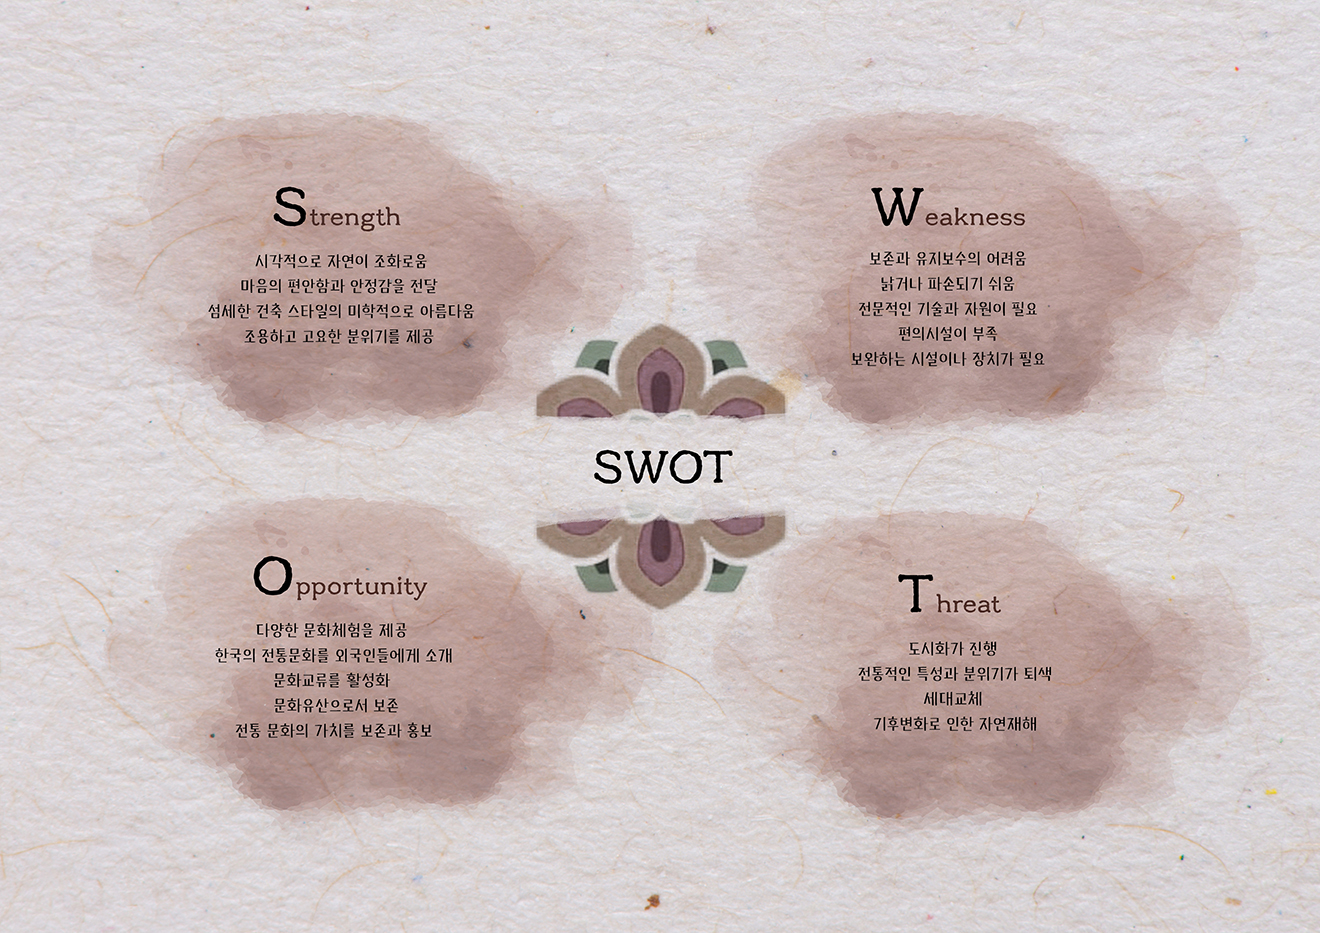 Strength
시각적으로 자연이 조화로움
마음의 편안함과 안정감을 전달
섬세한 건축 스타일의 미학적으로 아름다움
조용하고 고요한 분위기를 제공
Weakness
보존과 유지보수의 어려움
낡거나 파손되기 쉬움
전문적인 기술과 자원이 필요
편의시설이 부족
보완하는 시설이나 장치가 필요
SWOT
Opportunity
다양한 문화체험을 제공
한국의 전통문화를 외국인들에게 소개
문화교류를 활성화
문화유산으로서 보존
전통 문화의 가치를 보존과 홍보
Threat
도시화가 진행
전통적인 특성과 분위기가 퇴색
세대교체
기후변화로 인한 자연재해